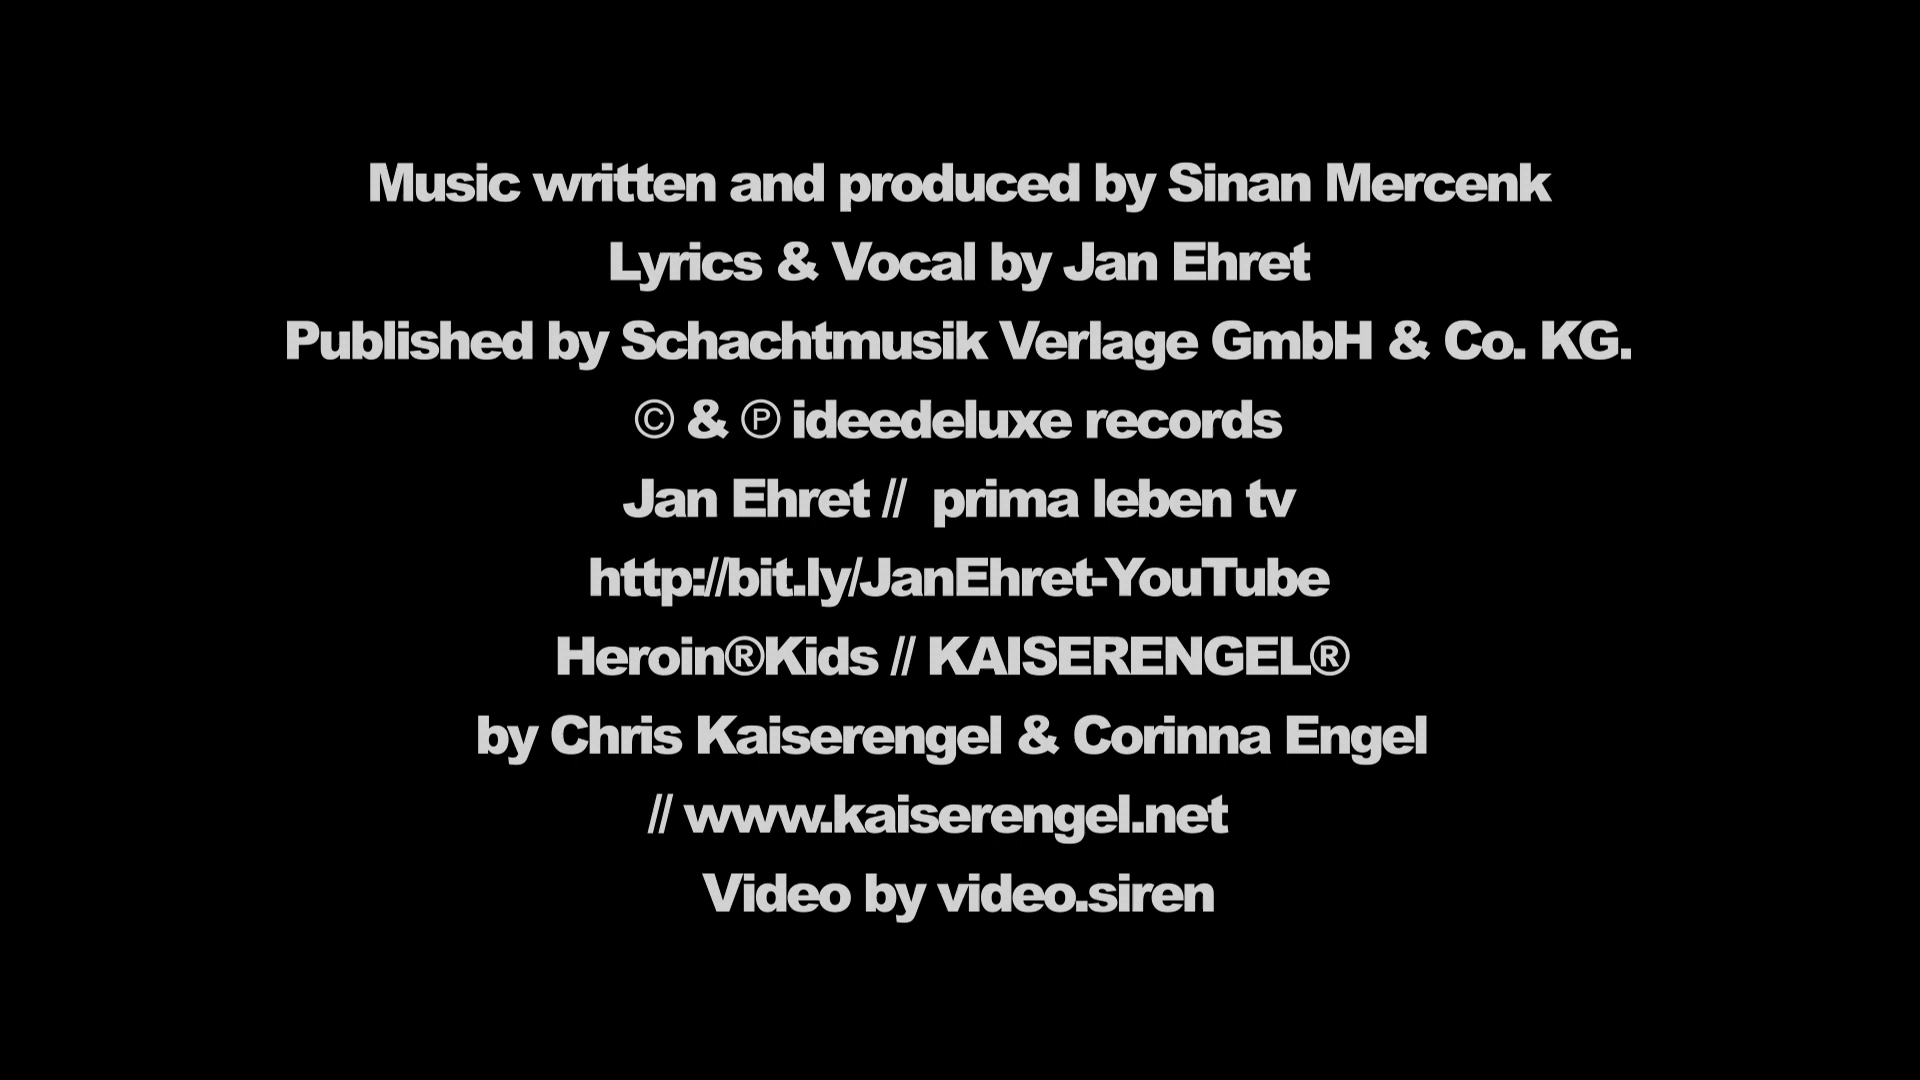 Music written and produced by Sinan Mercenk
Lyrics & Vocal by Jan Ehret
Published by Schachtmusik Verlage GmbH & Co. KG.
© & ℗ ideedeluxe records
Jan Ehret // prima leben tv
http://bit.ly/JanEhret-YouTube
Heroin®Kids // KAISERENGEL®
by Chris Kaiserengel & Corinna Engel
// www.kaiserengel.net
Video by video.siren